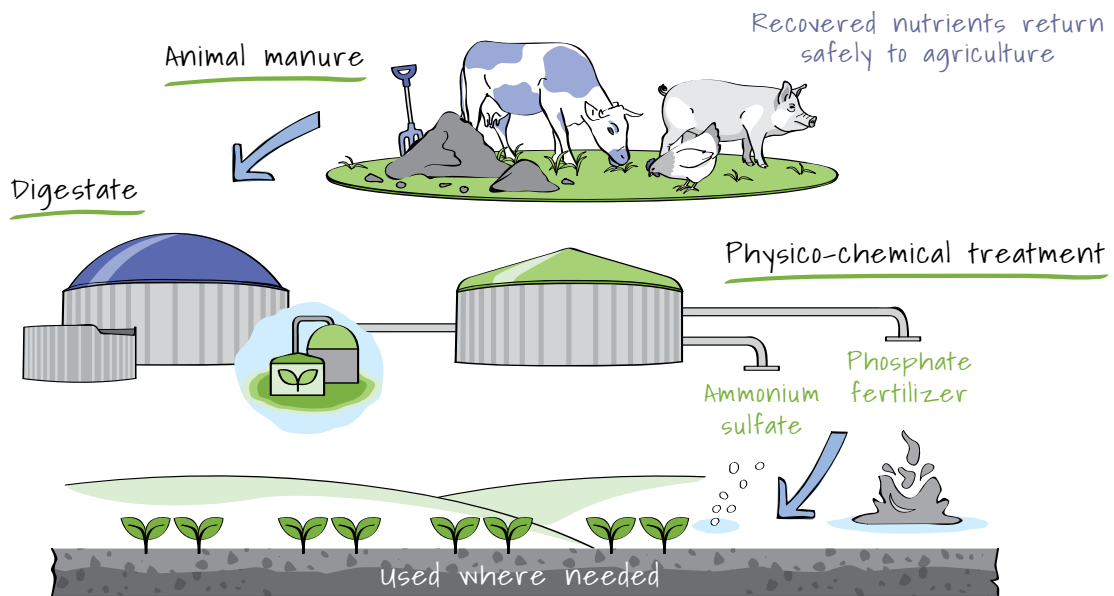 Recovered nutrients return
safely to agriculture
Animal manure
Digestate
Physico-chemical treatment
Ammonium
sulfate
Phosphate
fertilizer
Used where needed